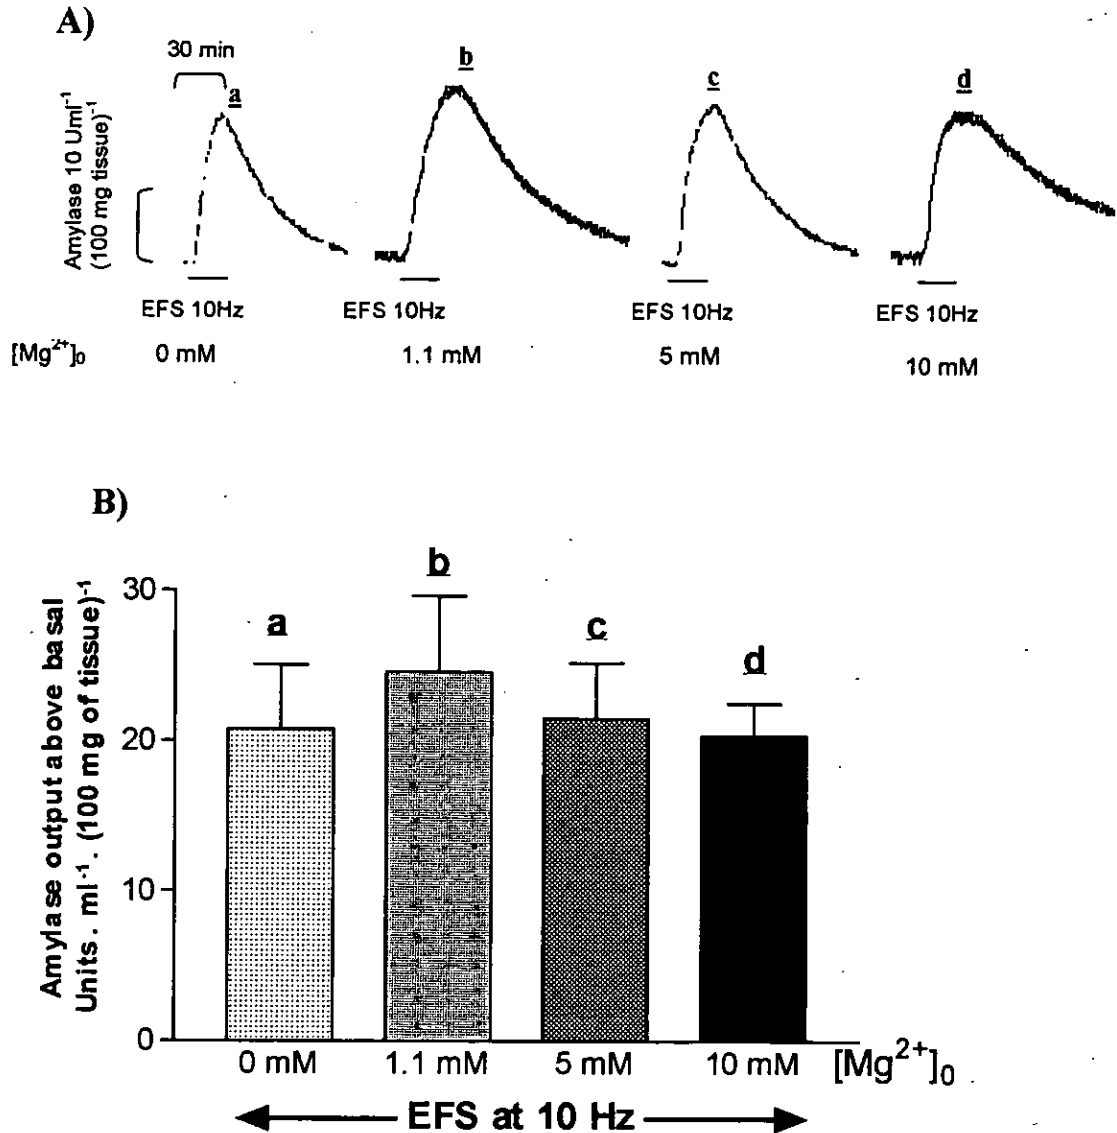 A)
30 min
a
b
c
d
Amylase 10 Uml⁻¹
(100 mg tissue)⁻¹
EFS 10Hz
EFS 10Hz
EFS 10Hz
EFS 10Hz
[Mg²⁺]₀
0 mM
1.1 mM
5 mM
10 mM
B)
Amylase output above basal
Units. ml⁻¹. (100 mg of tissue)⁻¹
30
20
10
0
a
b
c
d
0 mM
1.1 mM
5 mM
10 mM
[Mg²⁺]₀
EFS at 10 Hz